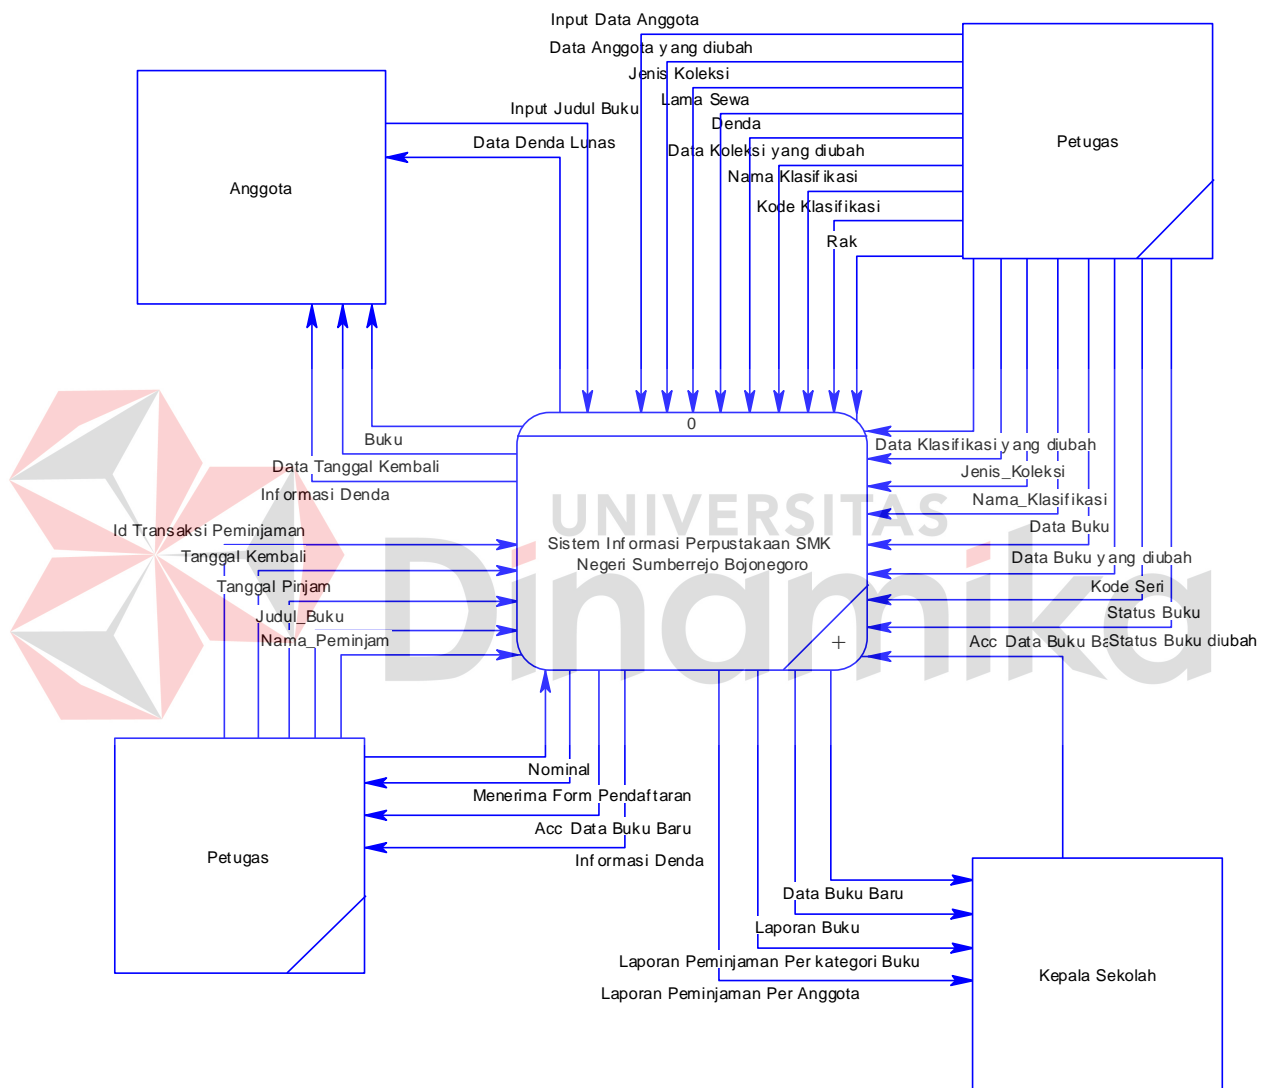 Input Data Anggota
Data Anggota yang diubah
Jenis Koleksi
Lama Sewa
Denda
Data Koleksi yang diubah
Nama Klasifikasi
Kode Klasifikasi
Rak
Petugas
Input Judul Buku
Data Denda Lunas
Anggota
Buku
Data Tanggal Kembali
Informasi Denda
0
Data Klasifikasi yang diubah
Jenis_Koleksi
Nama_Klasifikasi
Data Buku
Data Buku yang diubah
Kode Seri
Status Buku
Status Buku diubah
Acc Data Buku Ba
UNIVERSITAS
Dinamika
Sistem Informasi Perpustakaan SMK
Negeri Sumberrejo Bojonegoro
+
Id Transaksi Peminjaman
Tanggal Kembali
Tanggal Pinjam
Judul_Buku
Nama_Peminjam
Nominal
Menerima Form Pendaftaran
Acc Data Buku Baru
Informasi Denda
Petugas
Data Buku Baru
Laporan Buku
Laporan Peminjaman Per kategori Buku
Laporan Peminjaman Per Anggota
Kepala Sekolah